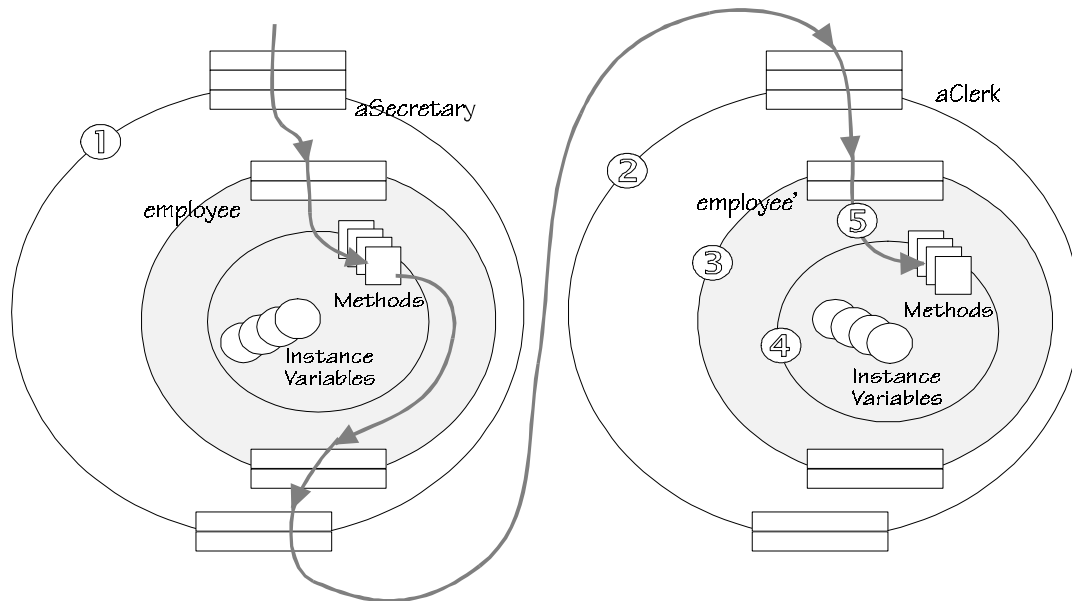 aSecretary
①
employee
Methods
Instance
Variables
aClerk
②
employee’
⑤
③
Methods
④
Instance
Variables